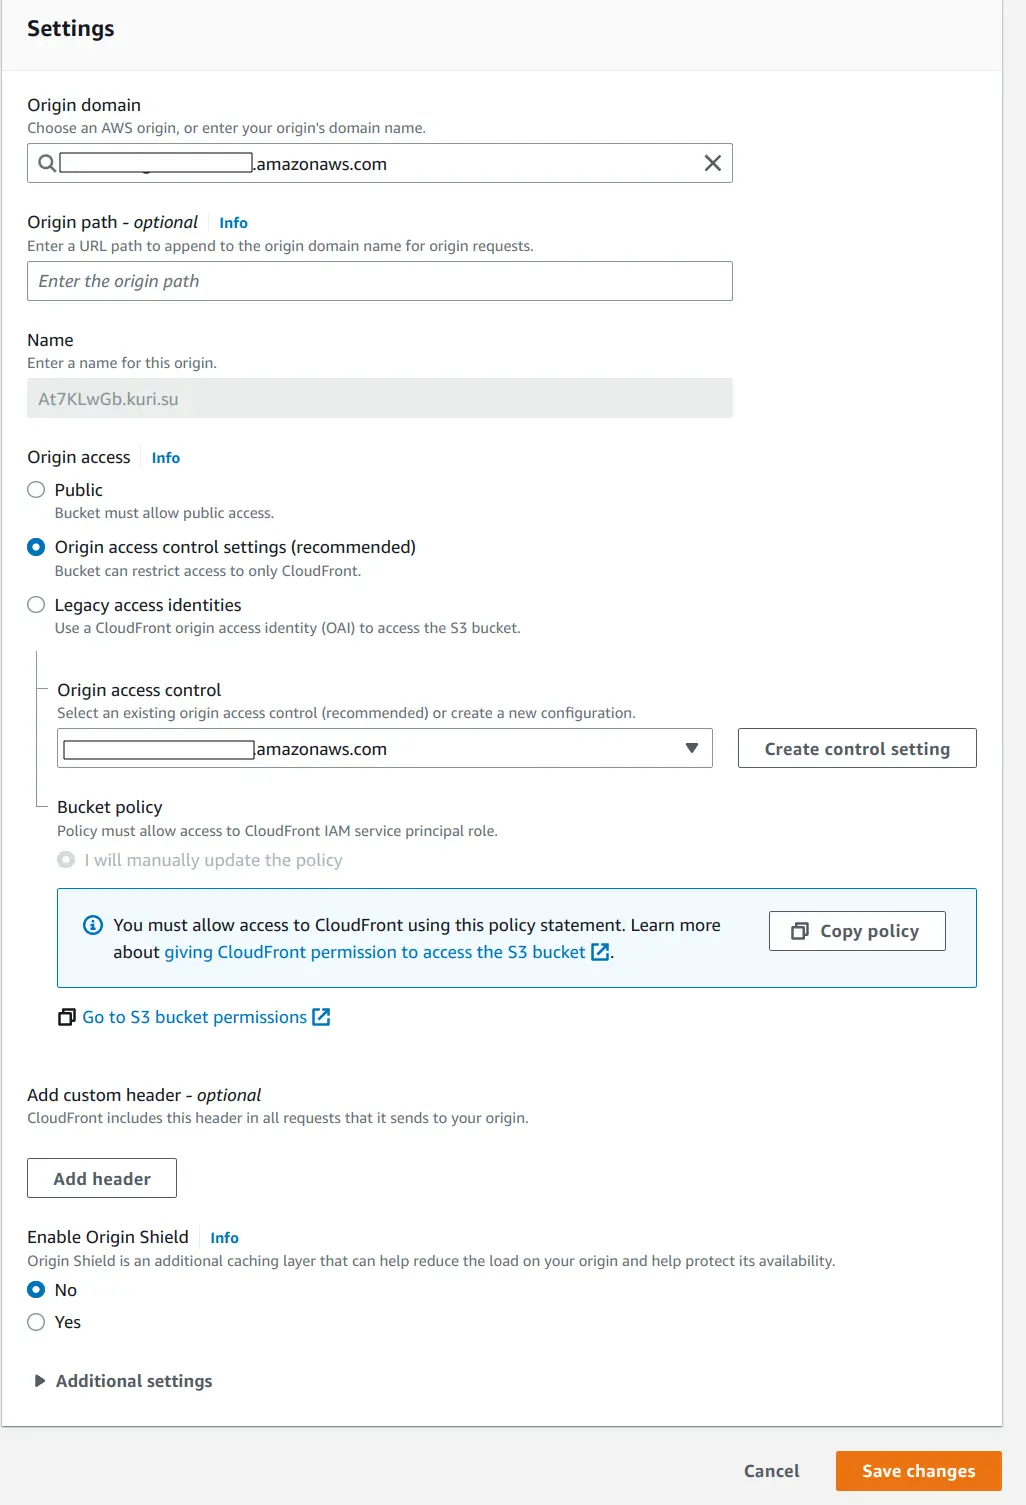 Settings
Origin domain
Choose an AWS origin, or enter your origin's domain name.
.amazonaws.com
Origin path - optional Info
Enter a URL path to append to the origin domain name for origin requests.
Enter the origin path
Name
Enter a name for this origin.
At7KLwGb.kuri.su
Origin access Info
Public
Bucket must allow public access.
Origin access control settings (recommended)
Bucket can restrict access to only CloudFront.
Legacy access identities
Use a CloudFront origin access identity (OAI) to access the S3 bucket.
Origin access control
Select an existing origin access control (recommended) or create a new configuration.
.amazonaws.com
Create control setting
Bucket policy
Policy must allow access to CloudFront IAM service principal role.
I will manually update the policy
You must allow access to CloudFront using this policy statement. Learn more
about giving CloudFront permission to access the S3 bucket.
Copy policy
Go to S3 bucket permissions
Add custom header - optional
CloudFront includes this header in all requests that it sends to your origin.
Add header
Enable Origin Shield Info
Origin Shield is an additional caching layer that can help reduce the load on your origin and help protect its availability.
No
Yes
Additional settings
Cancel
Save changes